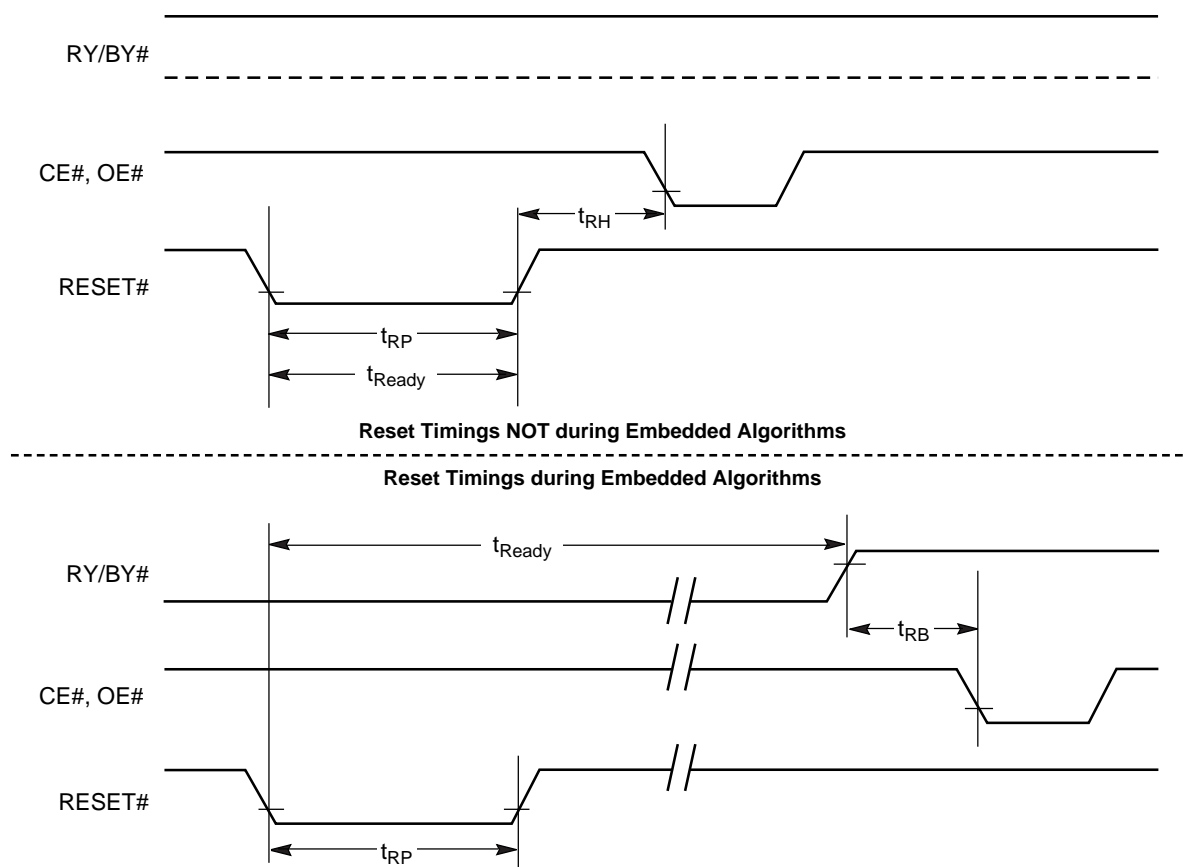 RY/BY#
CE#, OE#
tRH
RESET#
tRP
tReady
Reset Timings NOT during Embedded Algorithms
Reset Timings during Embedded Algorithms
tReady
RY/BY#
tRB
CE#, OE#
RESET#
tRP